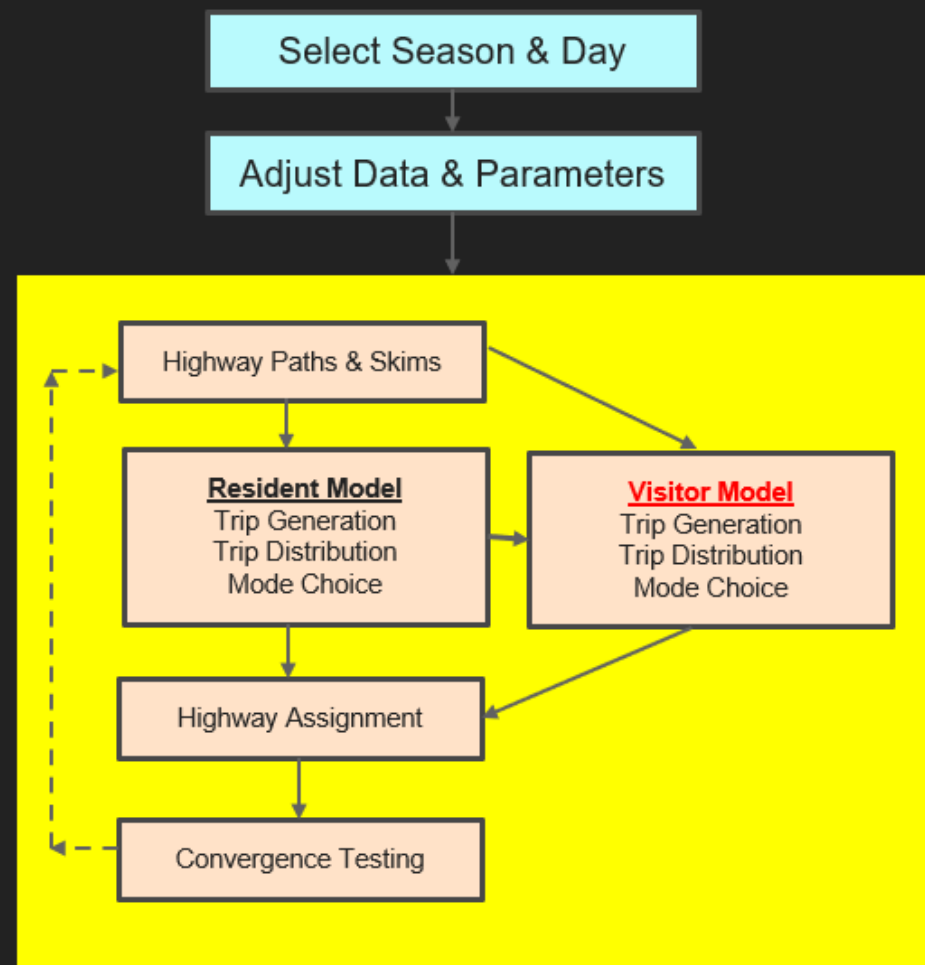 Select Season & Day
Adjust Data & Parameters
Highway Paths & Skims
Resident Model
Trip Generation
Trip Distribution
Mode Choice
Visitor Model
Trip Generation
Trip Distribution
Mode Choice
Highway Assignment
Convergence Testing